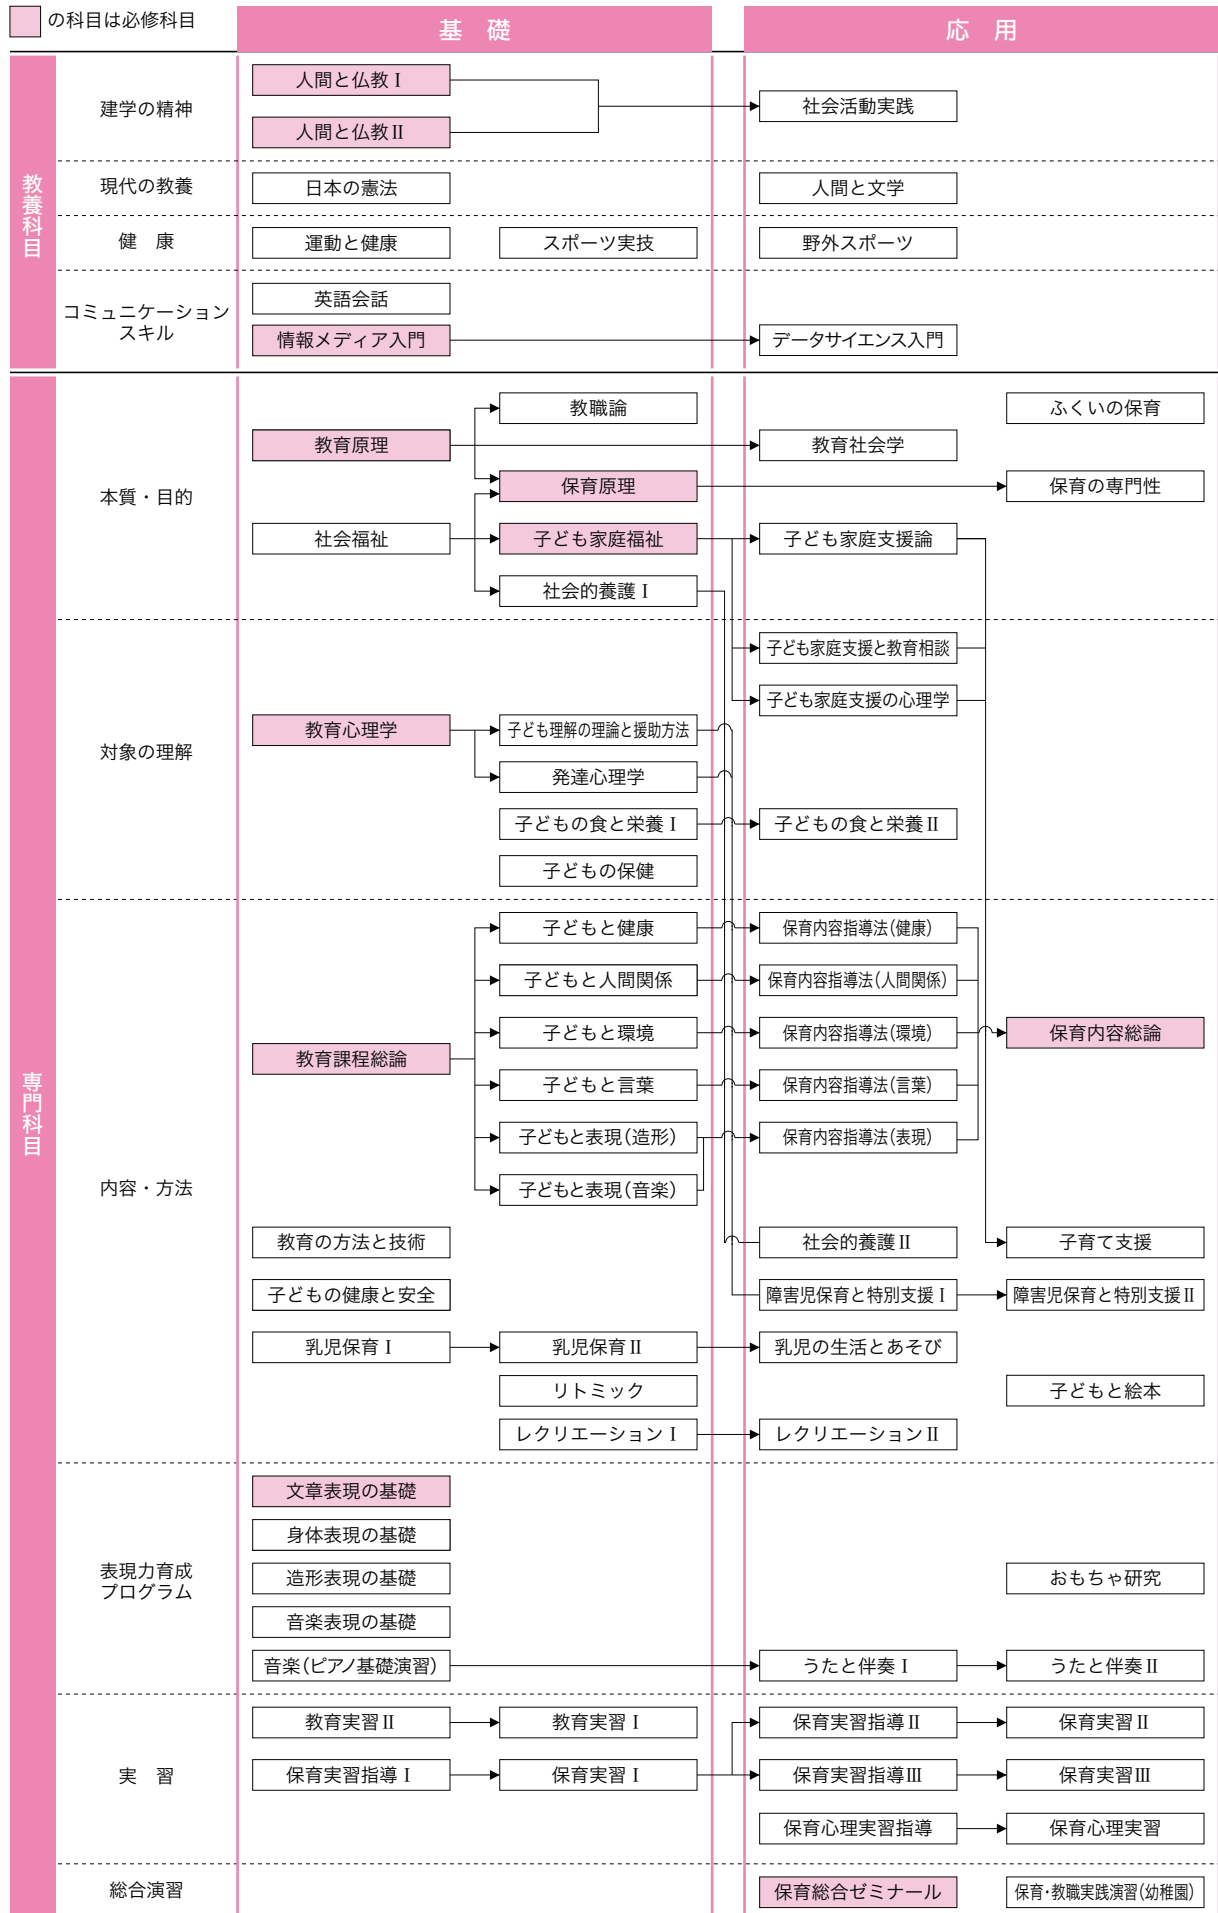 の科目は必修科目
基　礎
応　用
教養科目
建学の精神
人間と仏教Ⅰ
人間と仏教Ⅱ
社会活動実践
現代の教養
日本の憲法
人間と文学
健　康
運動と健康
スポーツ実技
野外スポーツ
コミュニケーション
スキル
英語会話
情報メディア入門
データサイエンス入門
専門科目
本質・目的
教職論
ふくいの保育
教育原理
教育社会学
保育原理
保育の専門性
社会福祉
子ども家庭福祉
子ども家庭支援論
社会的養護Ⅰ
対象の理解
子ども家庭支援と教育相談
子ども家庭支援の心理学
教育心理学
子ども理解の理論と援助方法
発達心理学
子どもの食と栄養Ⅰ
子どもの食と栄養Ⅱ
子どもの保健
内容・方法
子どもと健康
保育内容指導法(健康)
子どもと人間関係
保育内容指導法(人間関係)
子どもと環境
保育内容指導法(環境)
保育内容総論
教育課程総論
子どもと言葉
保育内容指導法(言葉)
子どもと表現(造形)
保育内容指導法(表現)
子どもと表現(音楽)
教育の方法と技術
社会的養護Ⅱ
子育て支援
子どもの健康と安全
障害児保育と特別支援Ⅰ
障害児保育と特別支援Ⅱ
乳児保育Ⅰ
乳児保育Ⅱ
乳児の生活とあそび
リトミック
子どもと絵本
レクリエーションⅠ
レクリエーションⅡ
表現力育成
プログラム
文章表現の基礎
身体表現の基礎
造形表現の基礎
おもちゃ研究
音楽表現の基礎
音楽(ピアノ基礎演習)
うたと伴奏Ⅰ
うたと伴奏Ⅱ
実　習
教育実習Ⅱ
教育実習Ⅰ
保育実習指導Ⅱ
保育実習Ⅱ
保育実習指導Ⅰ
保育実習Ⅰ
保育実習指導Ⅲ
保育実習Ⅲ
保育心理実習指導
保育心理実習
総合演習
保育総合ゼミナール
保育・教職実践演習(幼稚園)